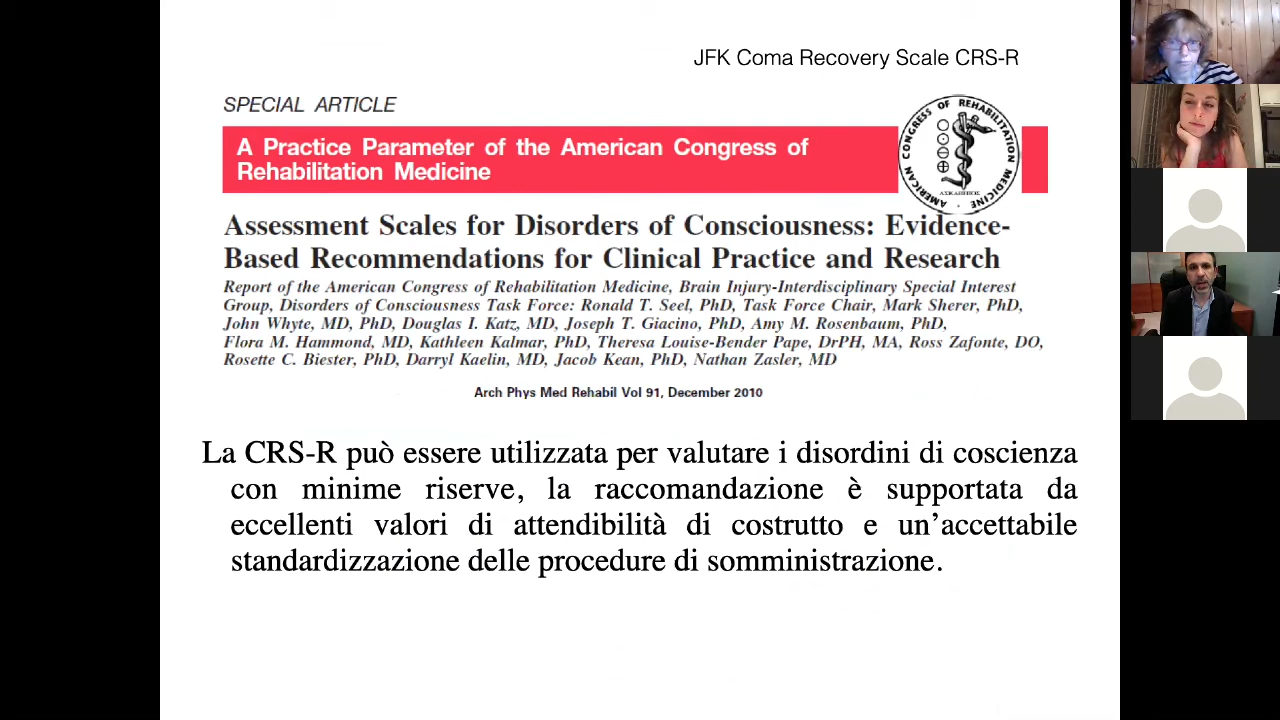 JFK Coma Recovery Scale CRS-R
SPECIAL ARTICLE
A Practice Parameter of the American Congress of
Rehabilitation Medicine
AMERICAN CONGRESS OF REHABILITATION MEDICINE
ΑΣΚΛΗΠΙΟΣ
Assessment Scales for Disorders of Consciousness: Evidence-
Based Recommendations for Clinical Practice and Research
Report of the American Congress of Rehabilitation Medicine, Brain Injury-Interdisciplinary Special Interest
Group, Disorders of Consciousness Task Force: Ronald T. Seel, PhD, Task Force Chair, Mark Sherer, PhD,
John Whyte, MD, PhD, Douglas I. Katz, MD, Joseph T. Giacino, PhD, Amy M. Rosenbaum, PhD,
Flora M. Hammond, MD, Kathleen Kalmar, PhD, Theresa Louise-Bender Pape, DrPH, MA, Ross Zafonte, DO,
Rosette C. Biester, PhD, Darryl Kaelin, MD, Jacob Kean, PhD, Nathan Zasler, MD
Arch Phys Med Rehabil Vol 91, December 2010
La CRS-R può essere utilizzata per valutare i disordini di coscienza
con minime riserve, la raccomandazione è supportata da
eccellenti valori di attendibilità di costrutto e un’accettabile
standardizzazione delle procedure di somministrazione.